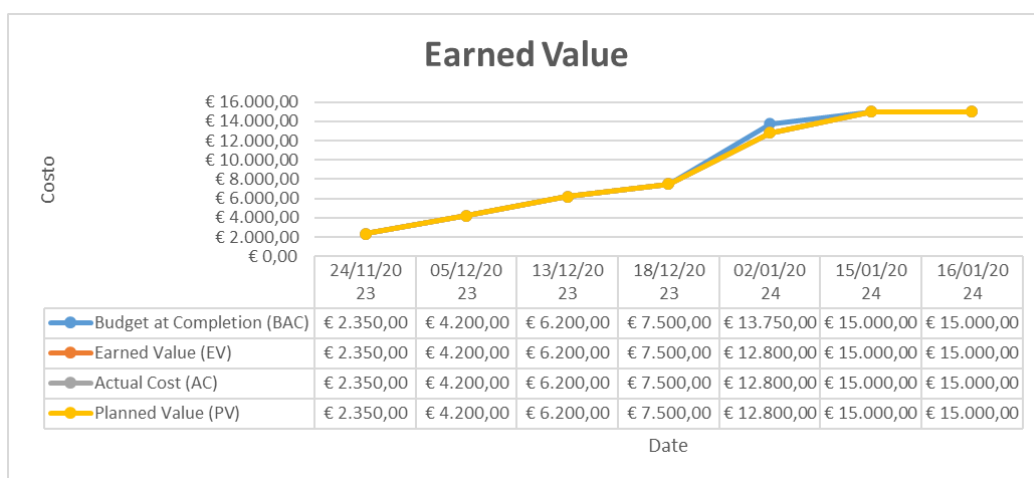 Earned Value
Costo
€ 16.000,00
€ 14.000,00
€ 12.000,00
€ 10.000,00
€ 8.000,00
€ 6.000,00
€ 4.000,00
€ 2.000,00
€ 0,00
24/11/20 05/12/20 13/12/20 18/12/20 02/01/20 15/01/20 16/01/20
23 23 23 23 24 24 24
Budget at Completion (BAC) € 2.350,00 € 4.200,00 € 6.200,00 € 7.500,00 € 13.750,00 € 15.000,00 € 15.000,00
Earned Value (EV) € 2.350,00 € 4.200,00 € 6.200,00 € 7.500,00 € 12.800,00 € 15.000,00 € 15.000,00
Actual Cost (AC) € 2.350,00 € 4.200,00 € 6.200,00 € 7.500,00 € 12.800,00 € 15.000,00 € 15.000,00
Planned Value (PV) € 2.350,00 € 4.200,00 € 6.200,00 € 7.500,00 € 12.800,00 € 15.000,00 € 15.000,00
Date